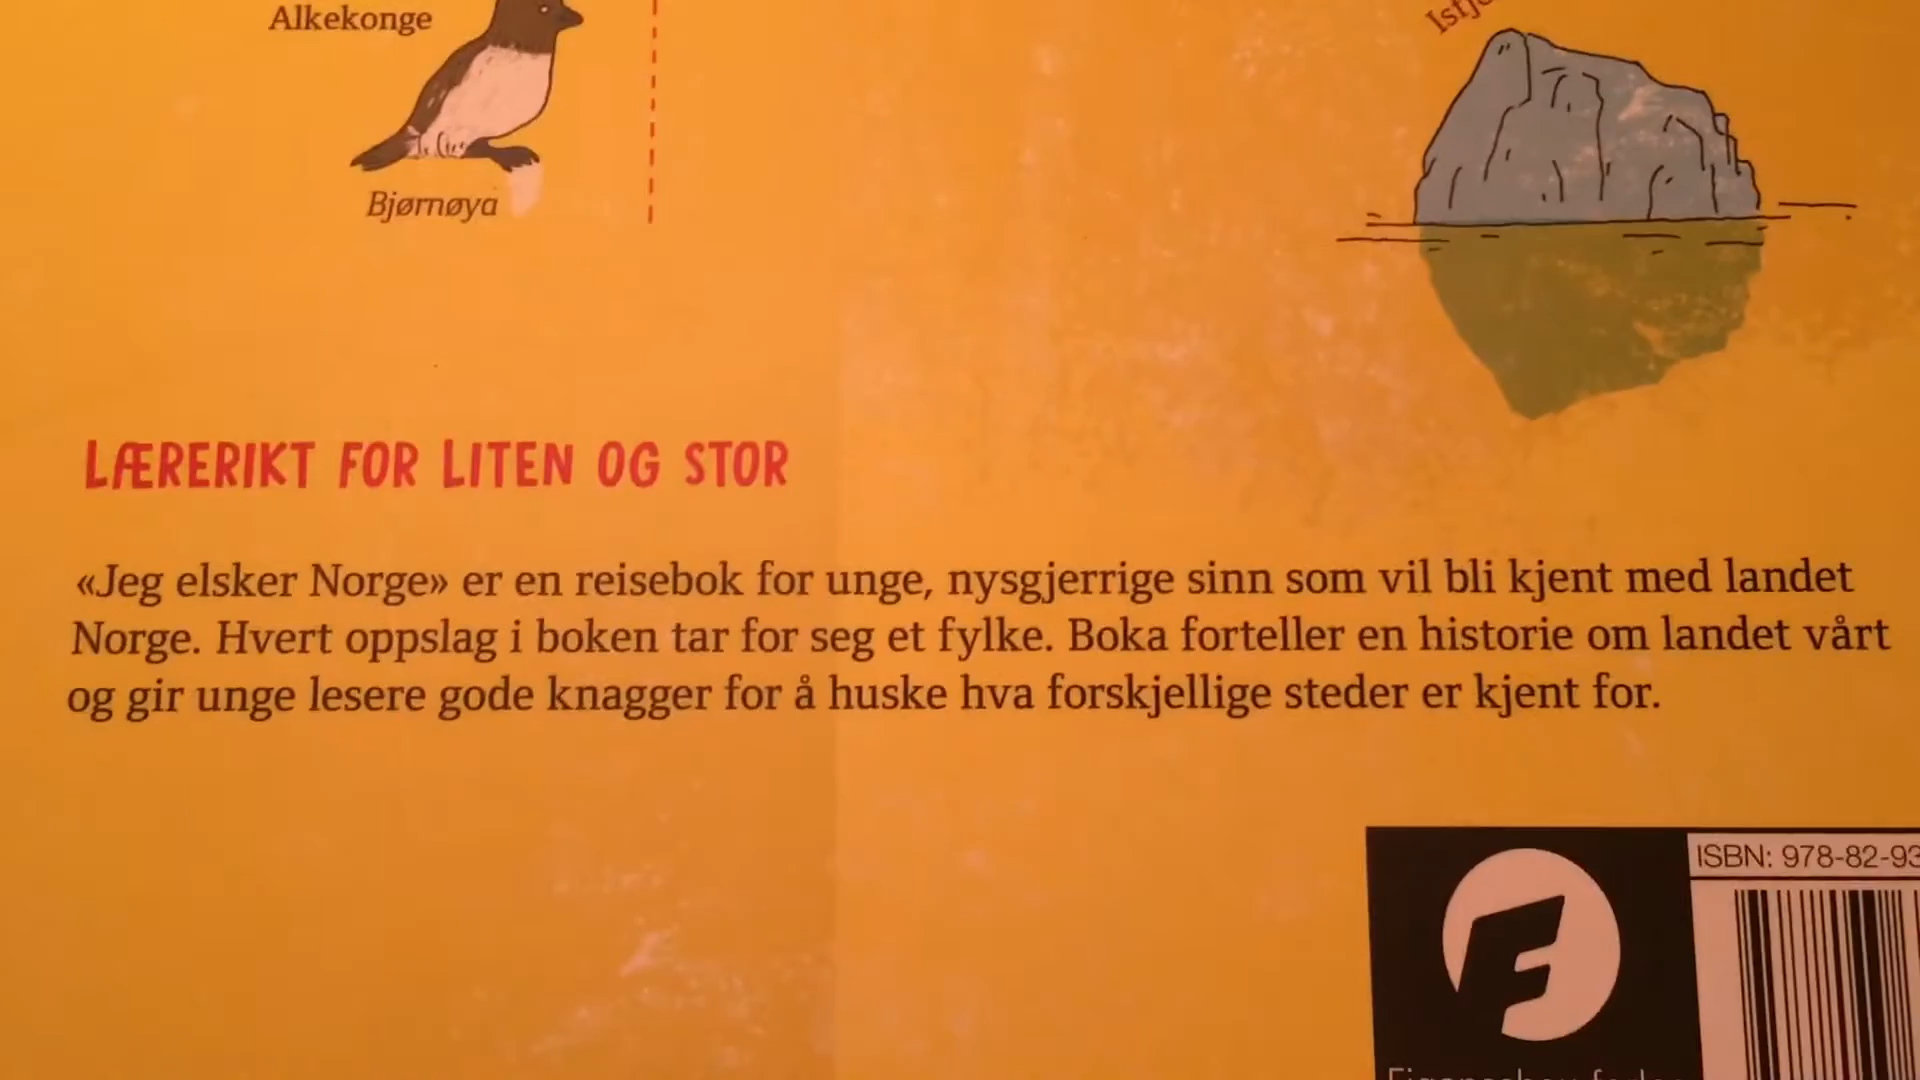 Alkekonge
Bjørnøya
LÆRERIKT FOR LITEN OG STOR
«Jeg elsker Norge» er en reisebok for unge, nysgjerrige sinn som vil bli kjent med landet
Norge. Hvert oppslag i boken tar for seg et fylke. Boka forteller en historie om landet vårt
og gir unge lesere gode knagger for å huske hva forskjellige steder er kjent for.
ISBN: 978-82-93